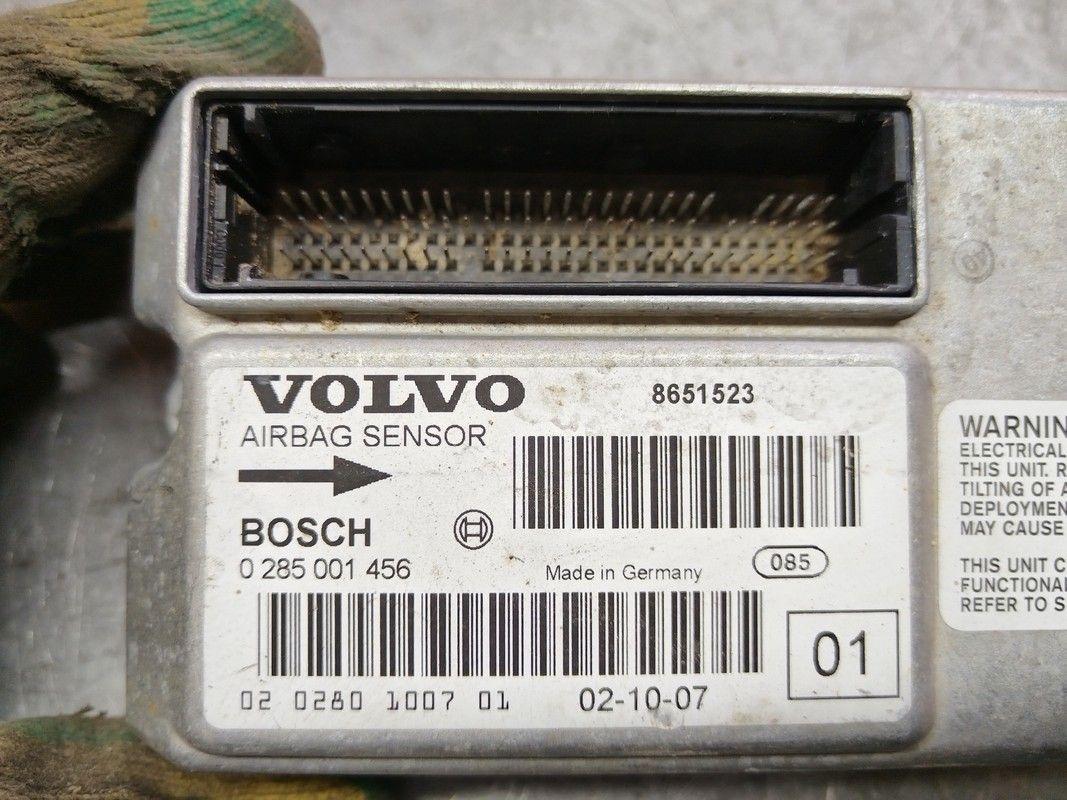 VOLVO
8651523
AIRBAG SENSOR
BOSCH
0 285 001 456
Made in Germany
085
02 0280 1007 01
02-10-07
01
WARNIN
ELECTRICAL
THIS UNIT. R
TILTING OF A
DEPLOYMEN
MAY CAUSE
THIS UNIT C
FUNCTIONAL
REFER TO S